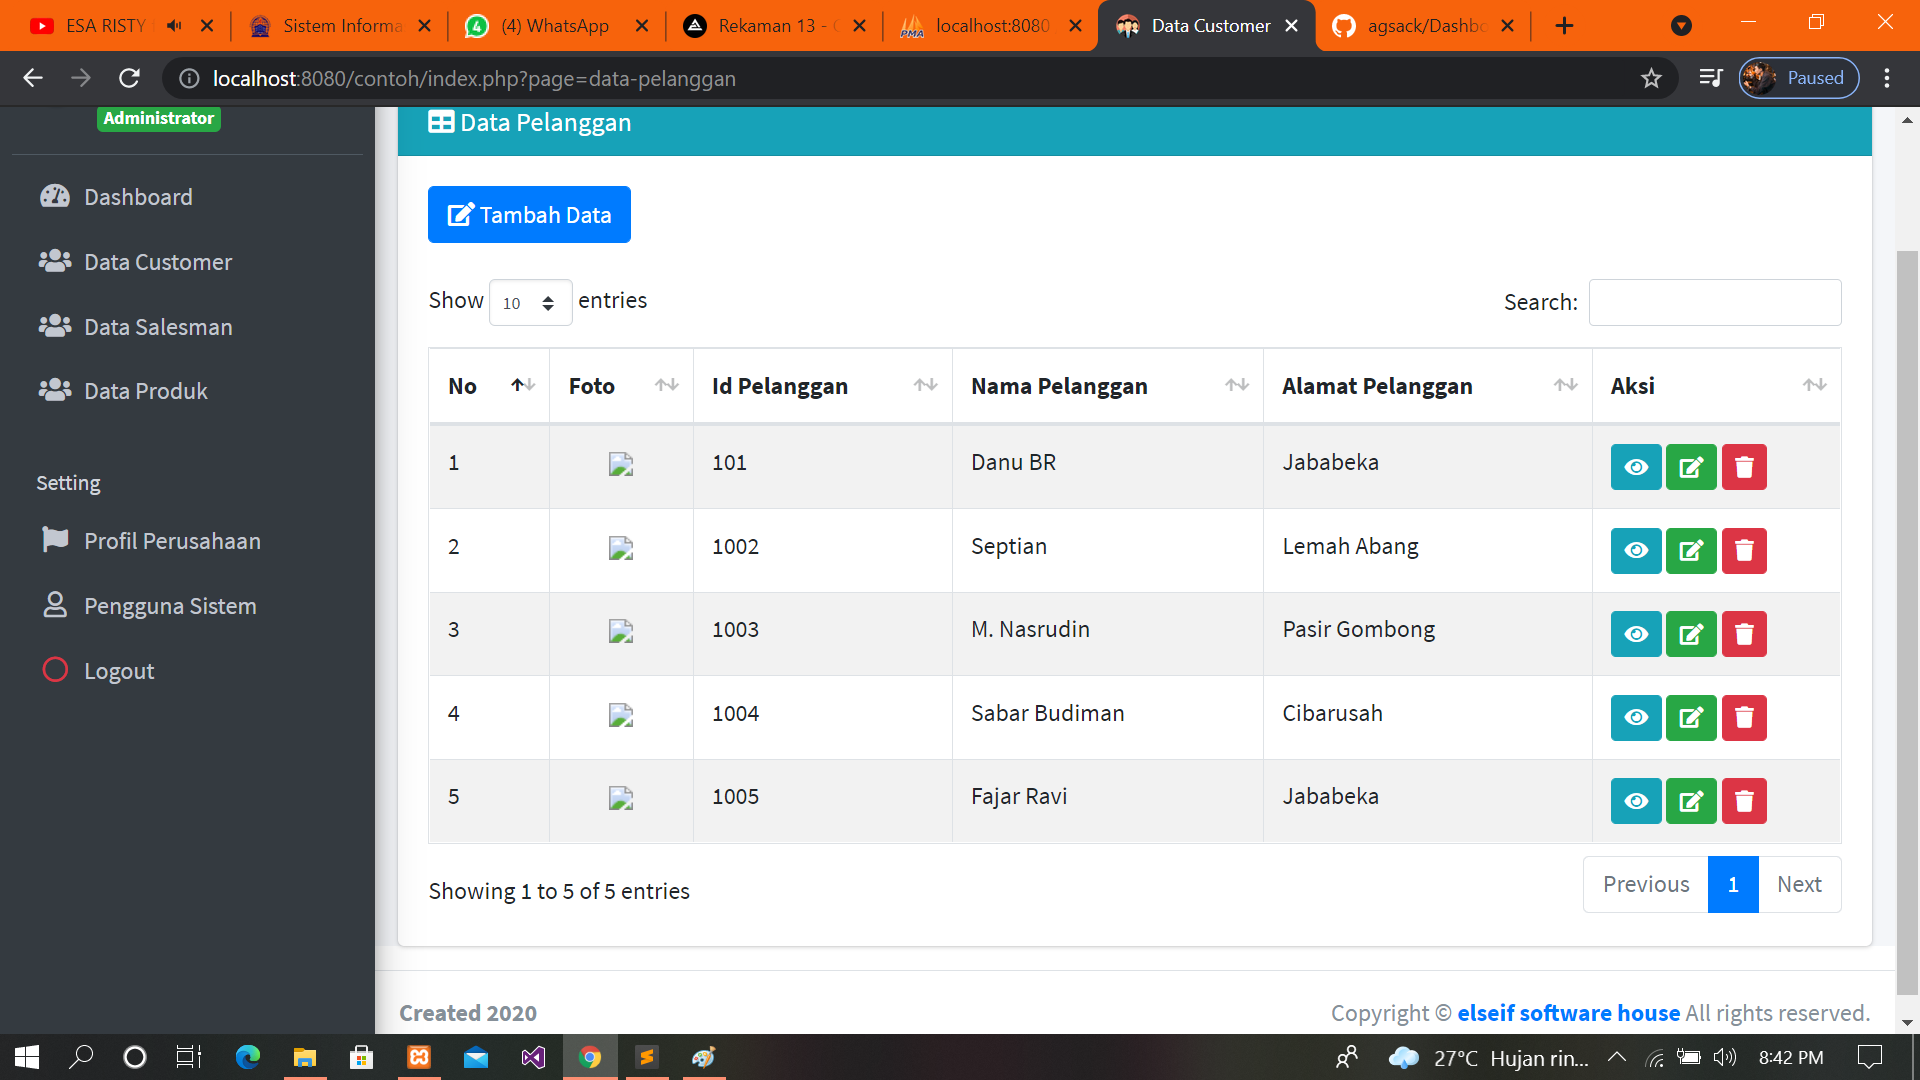 ESA RISTY
Sistem Informa
(4) WhatsApp
Rekaman 13 -
localhost:8080
Data Customer
agsack/Dashbo
localhost:8080/contoh/index.php?page=data-pelanggan
Paused
Administrator
Dashboard
Data Customer
Data Salesman
Data Produk
Setting
Profil Perusahaan
Pengguna Sistem
Logout
Data Pelanggan
Tambah Data
Show 10 entries
Search:
No Foto Id Pelanggan Nama Pelanggan Alamat Pelanggan Aksi
1 101 Danu BR Jababeka
2 1002 Septian Lemah Abang
3 1003 M. Nasrudin Pasir Gombong
4 1004 Sabar Budiman Cibarusah
5 1005 Fajar Ravi Jababeka
Showing 1 to 5 of 5 entries
Previous 1 Next
Created 2020
Copyright © elseif software house All rights reserved.
27°C Hujan rin...
8:42 PM